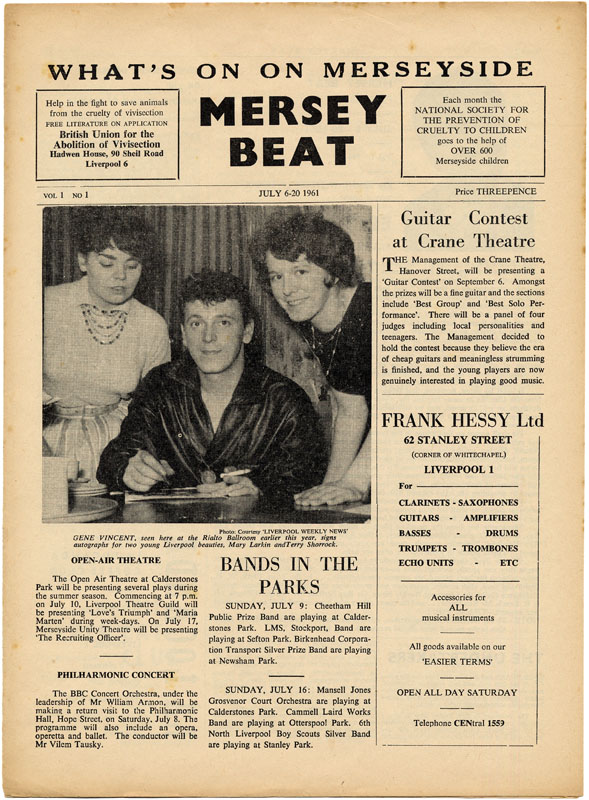 WHAT'S ON ON MERSEYSIDE
Help in the fight to save animals
from the cruelty of vivisection
FREE LITERATURE ON APPLICATION
British Union for the
Abolition of Vivisection
Hadwen House, 90 Sheil Road
Liverpool 6
MERSEY
BEAT
Each month the
NATIONAL SOCIETY FOR
THE PREVENTION OF
CRUELTY TO CHILDREN
goes to the help of
OVER 600
Merseyside children
VOL 1 NO 1
JULY 6-20 1961
Price THREEPENCE
Photo: Courtesy 'LIVERPOOL WEEKLY NEWS'
GENE VINCENT, seen here at the Rialto Ballroom earlier this year, signs
autographs for two young Liverpool beauties, Mary Larkin andTerry Shorrock.
OPEN-AIR THEATRE
The Open Air Theatre at Calderstones
Park will be presenting several plays during
the summer season. Commencing at 7 p.m.
on July 10, Liverpool Theatre Guild will
be presenting 'Love's Triumph' and 'Maria
Marten' during week-days. On July 17,
Merseyside Unity Theatre will be presenting
'The Recruiting Officer'.
PHILHARMONIC CONCERT
The BBC Concert Orchestra, under the
leadership of Mr Wlliam Armon, will be
making a return visit to the Philharmonic
Hall, Hope Street, on Saturday, July 8. The
programme will also include an opera,
operetta and ballet. The conductor will be
Mr Vilem Tausky.
BANDS IN THE
PARKS
SUNDAY, JULY 9: Cheetham Hill
Public Prize Band are playing at Calder-
stones Park. LMS, Stockport, Band are
playing at Sefton Park. Birkenhead Corpora-
tion Transport Silver Prize Band are playing
at Newsham Park.
SUNDAY, JULY 16: Mansell Jones
Grosvenor Court Orchestra are playing at
Calderstones Park. Cammell Laird Works
Band are playing at Otterspool Park. 6th
North Liverpool Boy Scouts Silver Band
are playing at Stanley Park.
Guitar Contest
at Crane Theatre
THE Management of the Crane Theatre,
Hanover Street, will be presenting a
'Guitar Contest' on September 6. Amongst
the prizes will be a fine guitar and the sections
include 'Best Group' and 'Best Solo Per-
formance'. There will be a panel of four
judges including local personalities and
teenagers. The Management decided to
hold the contest because they believe the era
of cheap guitars and meaningless strumming
is finished, and the young players are now
genuinely interested in playing good music.
FRANK HESSY Ltd
62 STANLEY STREET
(CORNER OF WHITECHAPEL)
LIVERPOOL 1
For
CLARINETS - SAXOPHONES
GUITARS - AMPLIFIERS
BASSES - DRUMS
TRUMPETS - TROMBONES
ECHO UNITS - ETC
Accessories for
ALL
musical instruments
All goods available on our
'EASIER TERMS'
OPEN ALL DAY SATURDAY
Telephone CENtral 1559